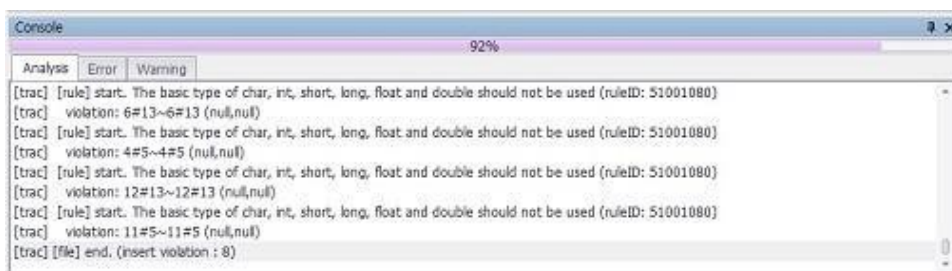 Console
92%
Analysis Error Warning
[trac] [rule] start. The basic type of char, int, short, long, float and double should not be used (ruleID: 51001080)
[trac] violation: 6#13~6#13 (null,null)
[trac] [rule] start. The basic type of char, int, short, long, float and double should not be used (ruleID: 51001080)
[trac] violation: 4#5~4#5 (null,null)
[trac] [rule] start. The basic type of char, int, short, long, float and double should not be used (ruleID: 51001080)
[trac] violation: 12#13~12#13 (null,null)
[trac] [rule] start. The basic type of char, int, short, long, float and double should not be used (ruleID: 51001080)
[trac] violation: 11#5~11#5 (null,null)
[trac] [file] end. (insert violation : 8)